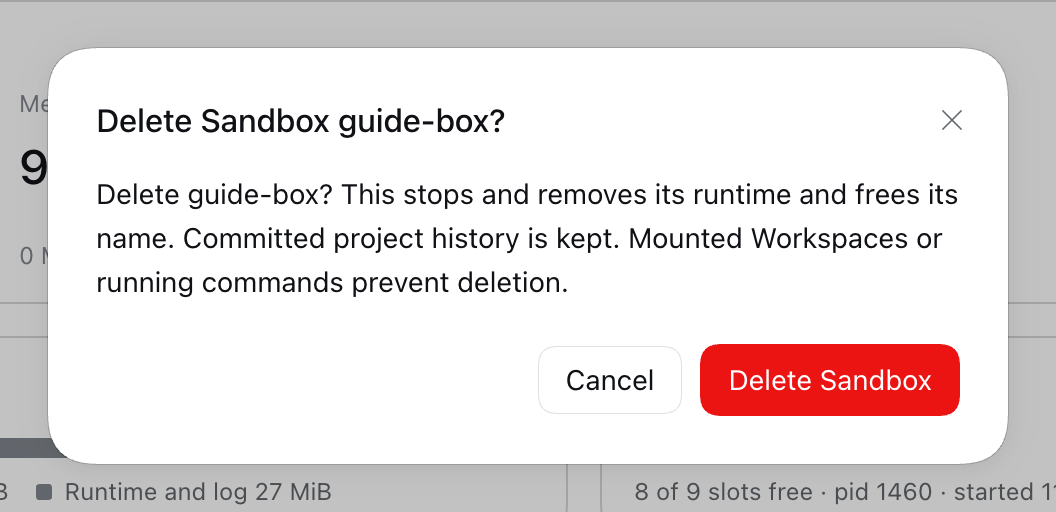 Delete Sandbox guide-box?
Delete guide-box? This stops and removes its runtime and frees its
name. Committed project history is kept. Mounted Workspaces or
running commands prevent deletion.
Cancel
Delete Sandbox
Runtime and log 27 MiB
8 of 9 slots free · pid 1460 · started